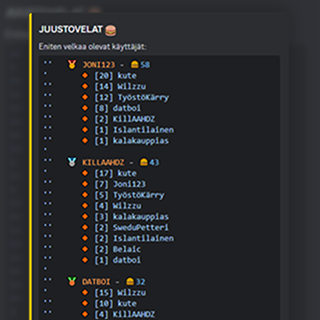 JUUSTOVELAT
Eniten velkaa olevat käyttäjät:
JONI123 - 58
[20] kute
[14] Wilzzu
[12] TyöstöKärry
[8] datboi
[2] KillAAHDZ
[1] Islantilainen
[1] kalakauppias
KILLAAHDZ - 43
[17] kute
[7] Joni123
[5] TyöstöKärry
[4] Wilzzu
[3] kalakauppias
[2] SweduPetteri
[2] Islantilainen
[2] Belaic
[1] datboi
DATBOI - 32
[15] Wilzzu
[10] kute
[4] KillAAHDZ